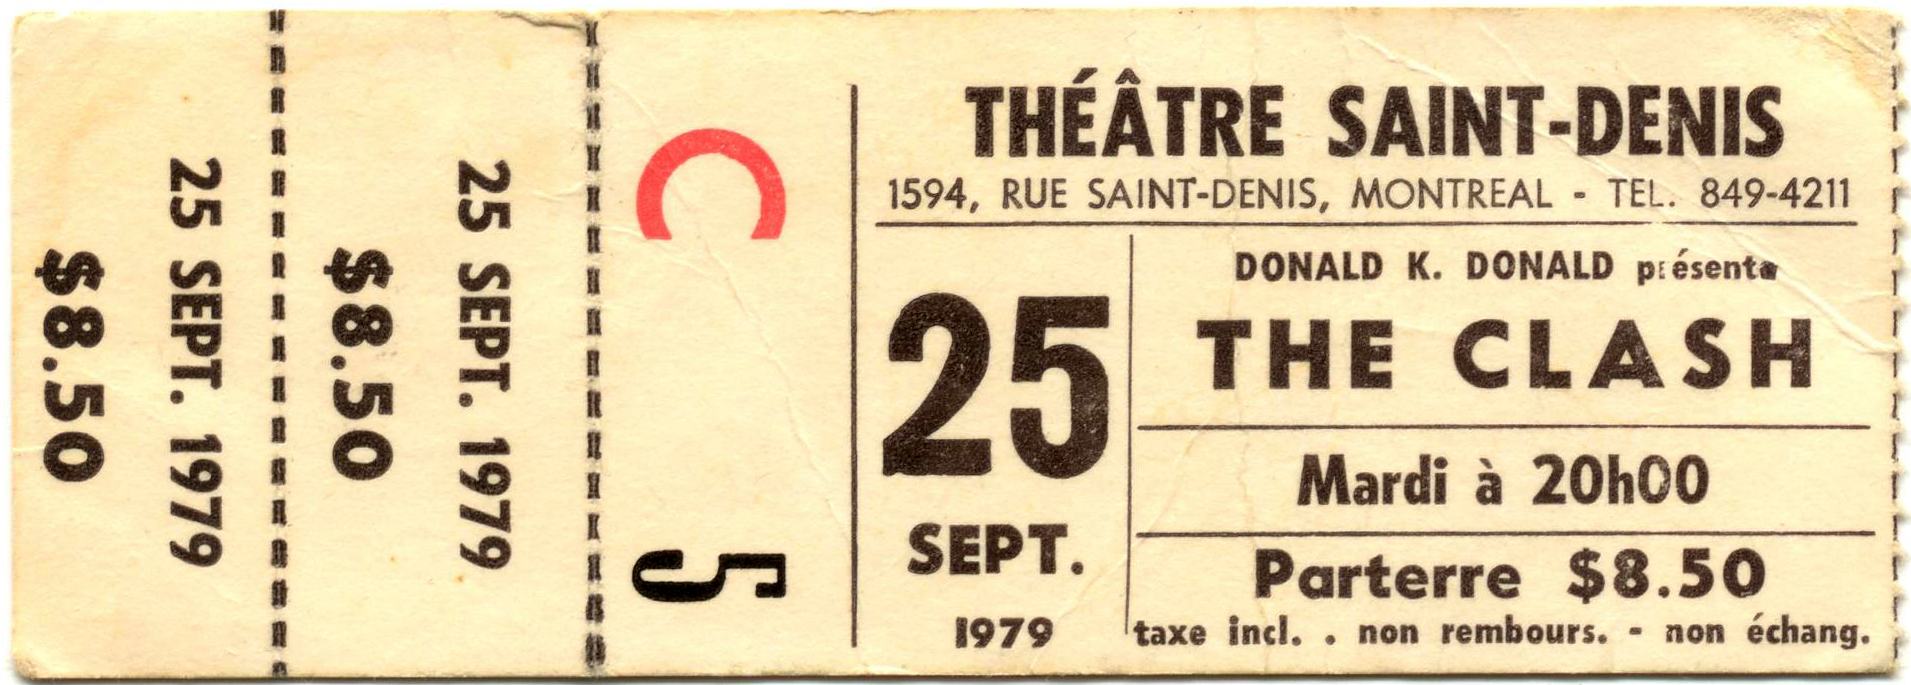 $8.50
25 SEPT. 1979
$8.50
25 SEPT. 1979
C
5
THÉÂTRE SAINT-DENIS
1594, RUE SAINT-DENIS, MONTREAL - TEL. 849-4211
25
SEPT.
1979
DONALD K. DONALD présente
THE CLASH
Mardi à 20h00
Parterre $8.50
taxe incl. . non rembours. - non échang.